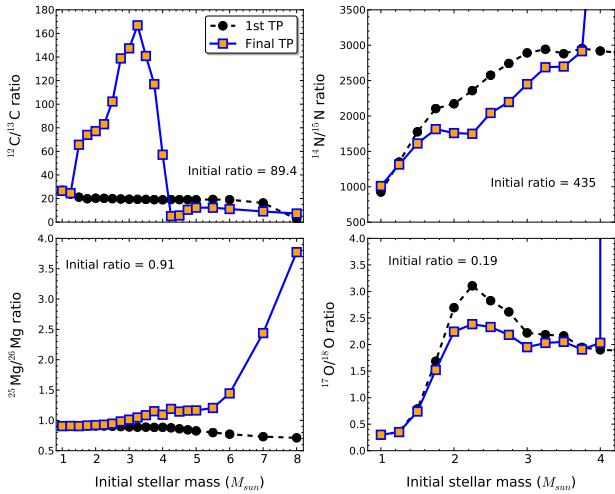 180
160
140
120
100
80
60
40
20
0
¹²C/¹³C ratio
1st TP
Final TP
Initial ratio = 89.4
3500
3000
2500
2000
1500
1000
500
¹⁴N/¹⁵N ratio
Initial ratio = 435
4.0
3.5
3.0
2.5
2.0
1.5
1.0
0.5
²⁵Mg/²⁶Mg ratio
Initial ratio = 0.91
1 2 3 4 5 6 7 8
Initial stellar mass (M_sun)
4.0
3.5
3.0
2.5
2.0
1.5
1.0
0.5
0.0
¹⁷O/¹⁸O ratio
Initial ratio = 0.19
1 2 3 4
Initial stellar mass (M_sun)